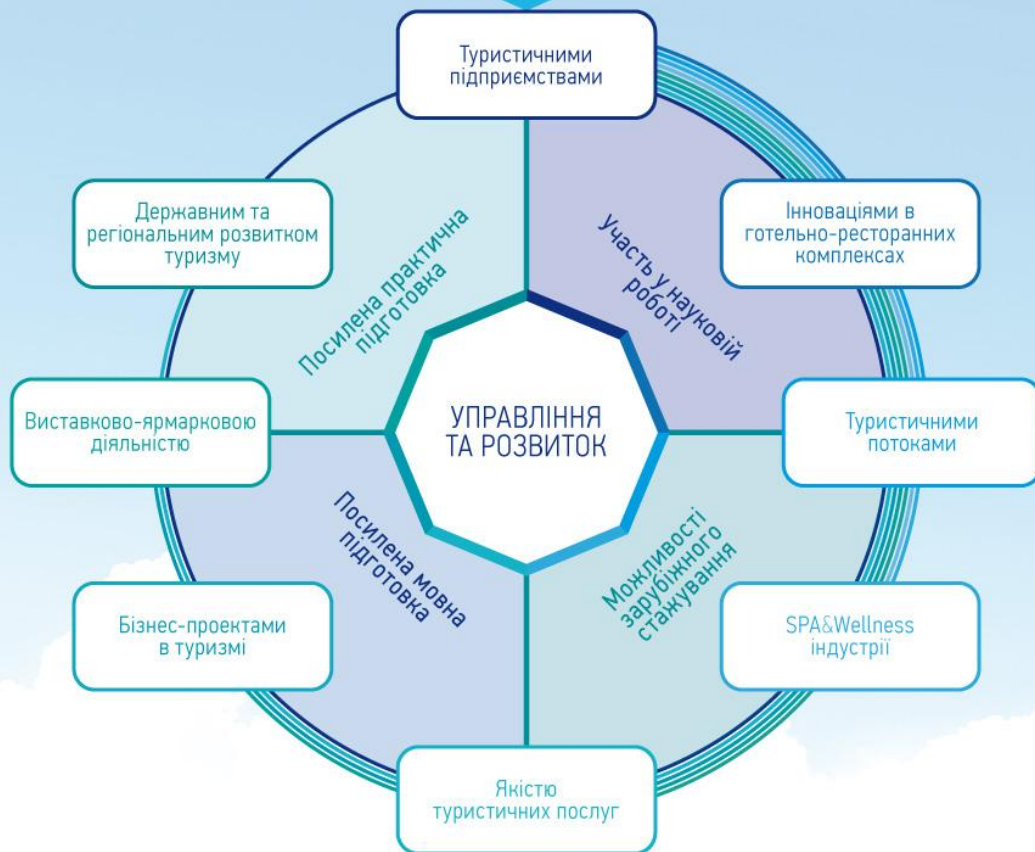 Туристичними
підприємствами
Державним та
регіональним розвитком
туризму
Інноваціями в
готельно-ресторанних
комплексах
Посилена практична
підготовка
Участь у науковій
роботі
УПРАВЛІННЯ
ТА РОЗВИТОК
Виставково-ярмарковою
діяльністю
Туристичними
потоками
Посилена мовна
підготовка
Можливості
зарубіжного
стажування
Бізнес-проектами
в туризмі
SPA&Wellness
індустрії
Якістю
туристичних послуг